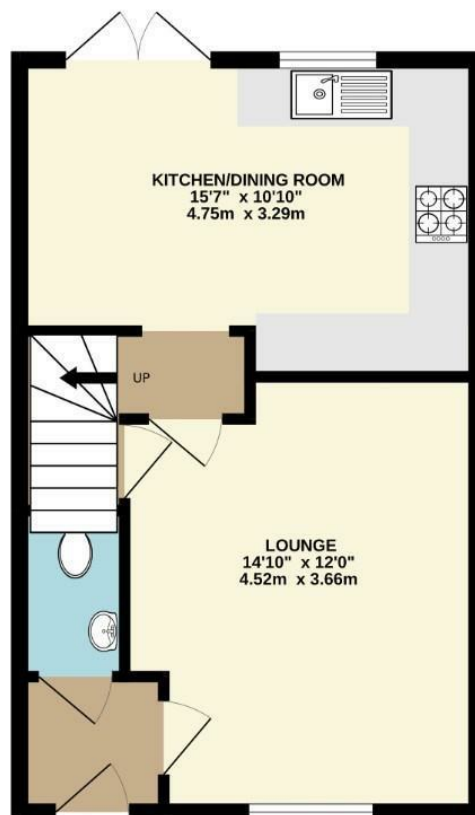 KITCHEN/DINING ROOM
15'7" x 10'10"
4.75m x 3.29m
UP
LOUNGE
14'10" x 12'0"
4.52m x 3.66m